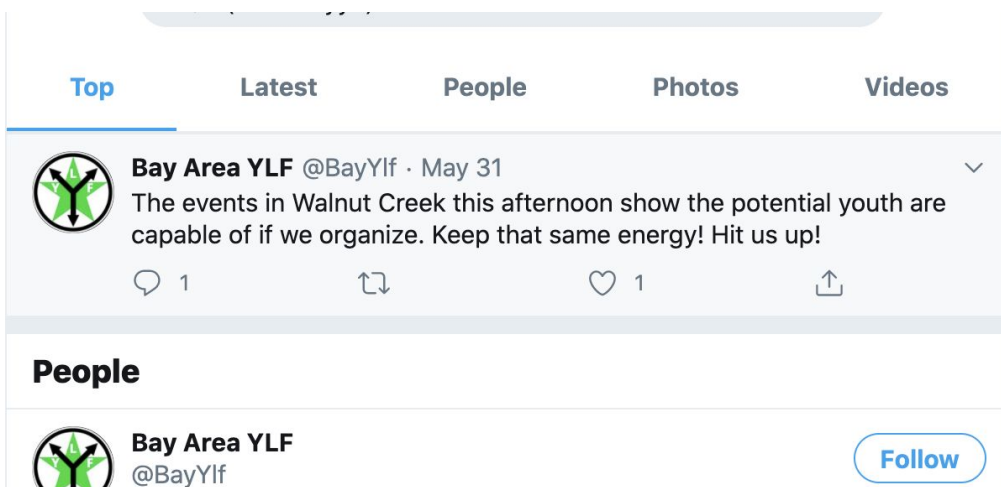 Top Latest People Photos Videos
Bay Area YLF @BayYlf · May 31
The events in Walnut Creek this afternoon show the potential youth are
capable of if we organize. Keep that same energy! Hit us up!
1 1
People
Bay Area YLF
@BayYlf
Follow